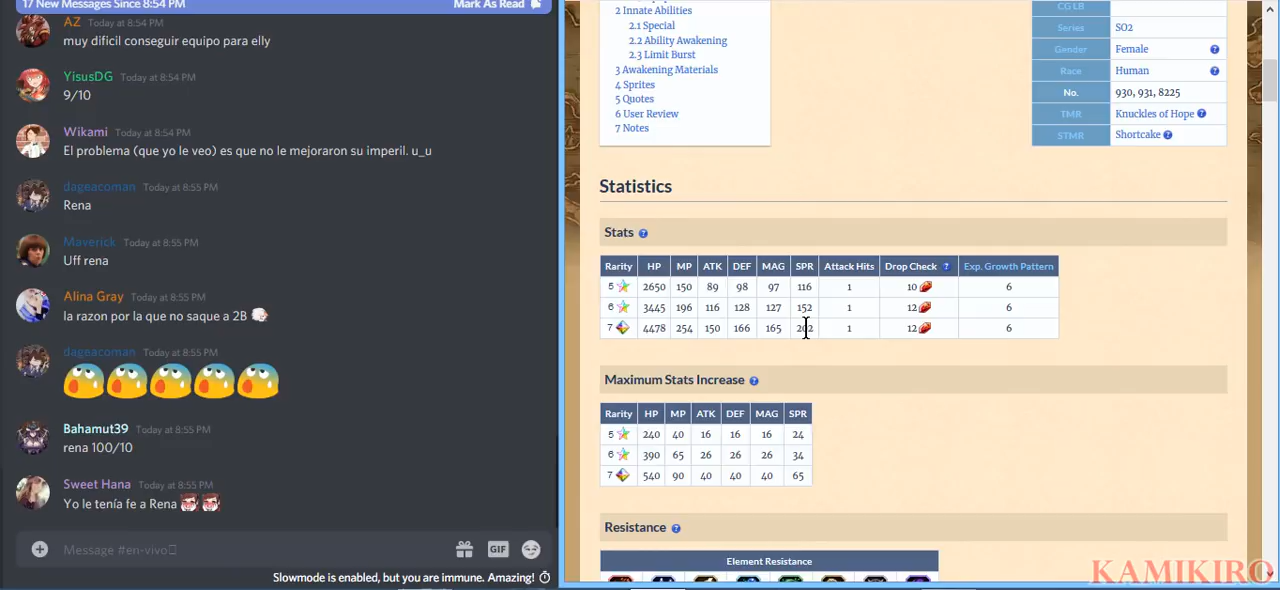 17 New Messages Since 8:54 PM
Mark As Read
AZ Today at 8:54 PM
muy dificil conseguir equipo para elly
YisusDG Today at 8:54 PM
9/10
Wikami Today at 8:54 PM
El problema (que yo le veo) es que no le mejoraron su imperil. u_u
dageacoman Today at 8:55 PM
Rena
Maverick Today at 8:55 PM
Uff rena
Alina Gray Today at 8:55 PM
la razon por la que no saque a 2B
dageacoman Today at 8:55 PM
Bahamut39 Today at 8:55 PM
rena 100/10
Sweet Hana Today at 8:55 PM
Yo le tenía fe a Rena
Message #en-vivo
GIF
Slowmode is enabled, but you are immune. Amazing!
2 Innate Abilities
2.1 Special
2.2 Ability Awakening
2.3 Limit Burst
3 Awakening Materials
4 Sprites
5 Quotes
6 User Review
7 Notes
CG LB
Series SO2
Gender Female
Race Human
No. 930, 931, 8225
TMR Knuckles of Hope
STMR Shortcake
Statistics
Stats
Rarity HP MP ATK DEF MAG SPR Attack Hits Drop Check Exp. Growth Pattern
5 2650 150 89 98 97 116 1 10 6
6 3445 196 116 128 127 152 1 12 6
7 4478 254 150 166 165 202 1 12 6
Maximum Stats Increase
Rarity HP MP ATK DEF MAG SPR
5 240 40 16 16 16 24
6 390 65 26 26 26 34
7 540 90 40 40 40 65
Resistance
Element Resistance
KAMIKIRO